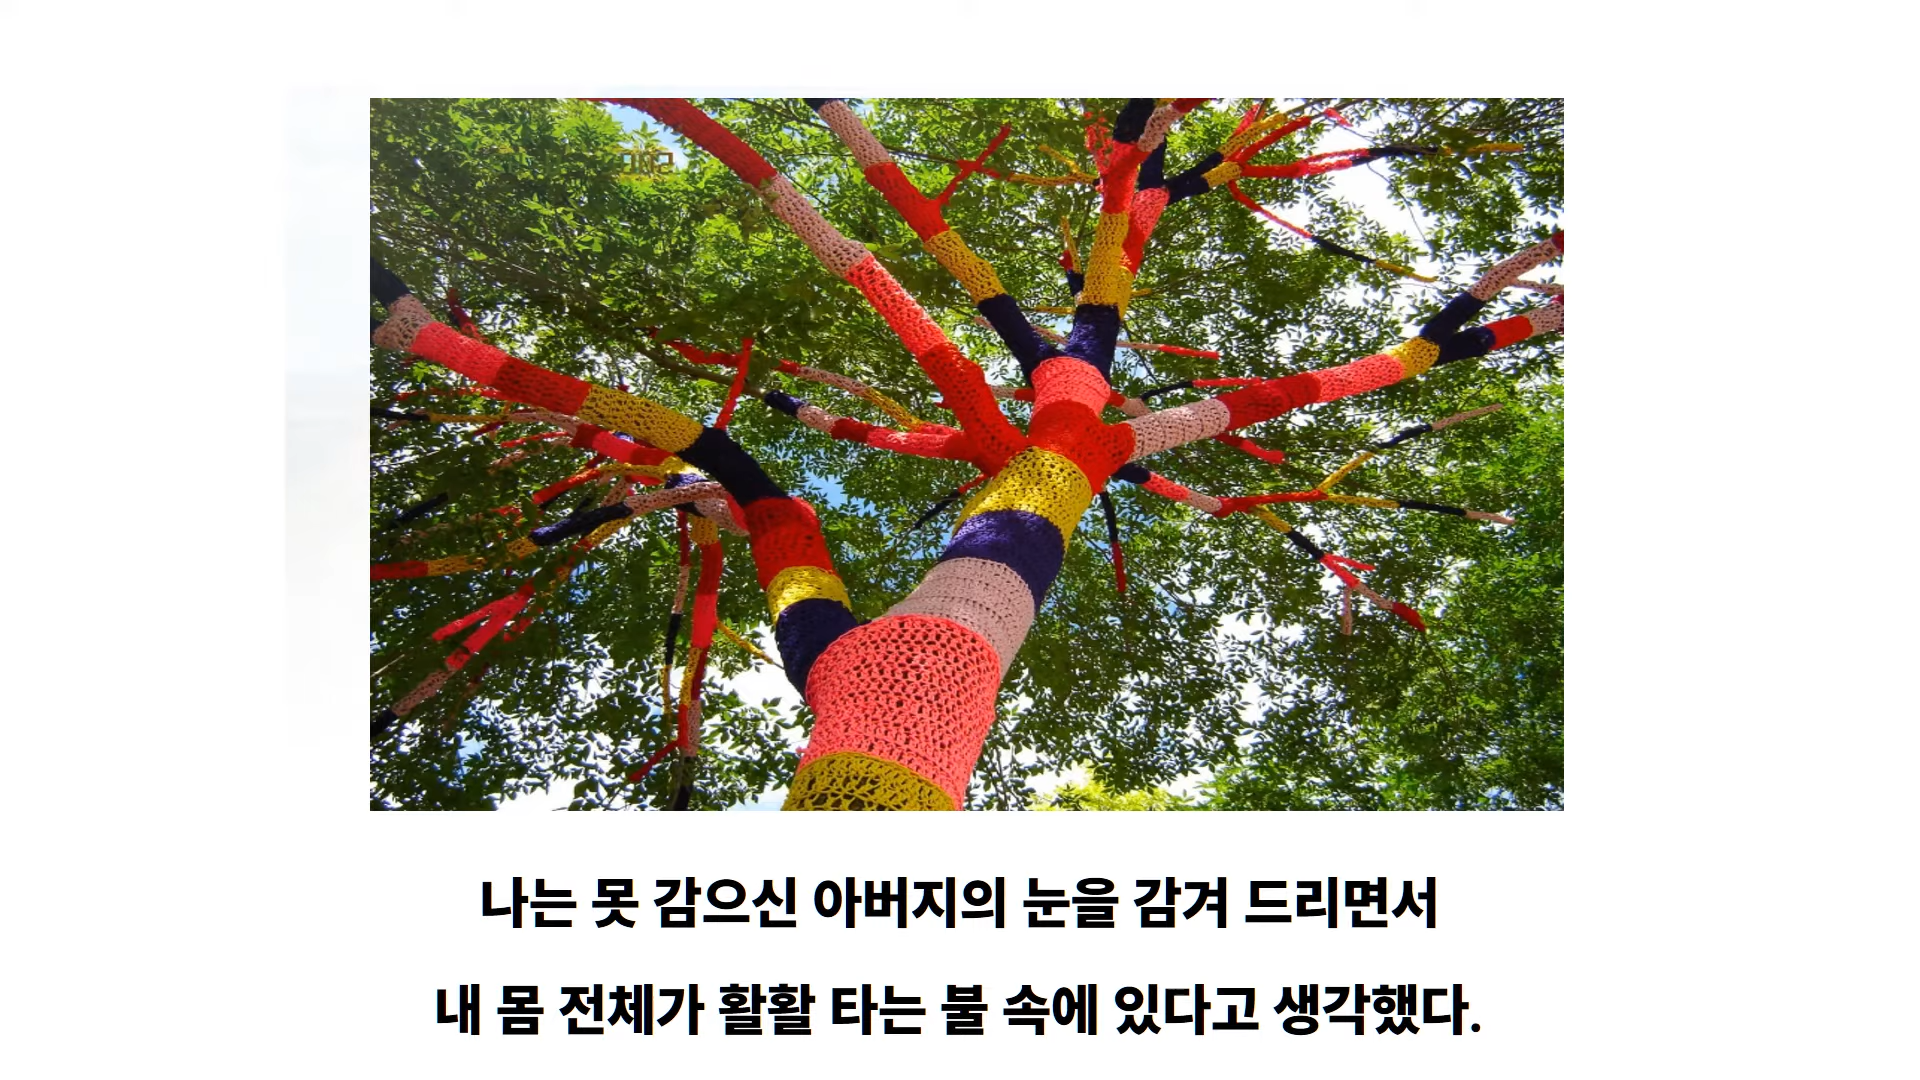 나는 못 감으신 아버지의 눈을 감겨 드리면서
내 몸 전체가 활활 타는 불 속에 있다고 생각했다.